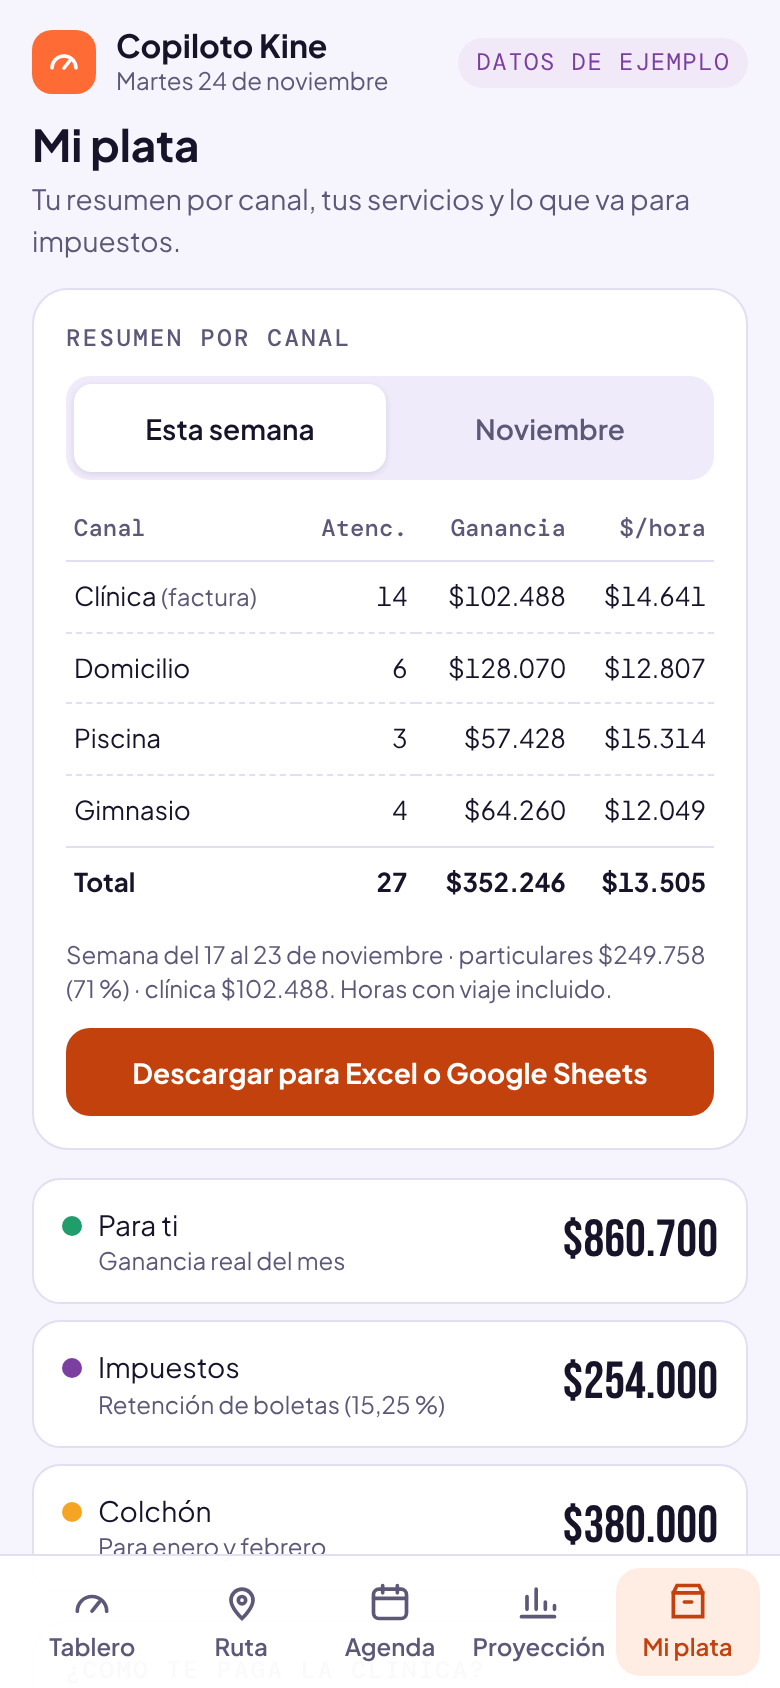 Copiloto Kine
Martes 24 de noviembre
DATOS DE EJEMPLO
Mi plata
Tu resumen por canal, tus servicios y lo que va para
impuestos.
RESUMEN POR CANAL
Esta semana
Noviembre
Canal Atenc. Ganancia $/hora
Clínica (factura) 14 $102.488 $14.641
Domicilio 6 $128.070 $12.807
Piscina 3 $57.428 $15.314
Gimnasio 4 $64.260 $12.049
Total 27 $352.246 $13.505
Semana del 17 al 23 de noviembre · particulares $249.758
(71 %) · clínica $102.488. Horas con viaje incluido.
Descargar para Excel o Google Sheets
Para ti $860.700
Ganancia real del mes
Impuestos $254.000
Retención de boletas (15,25 %)
Colchón $380.000
Para enero y febrero
Tablero Ruta Agenda Proyección Mi plata
¿CÓMO TE PAGA LA CLÍNICA?